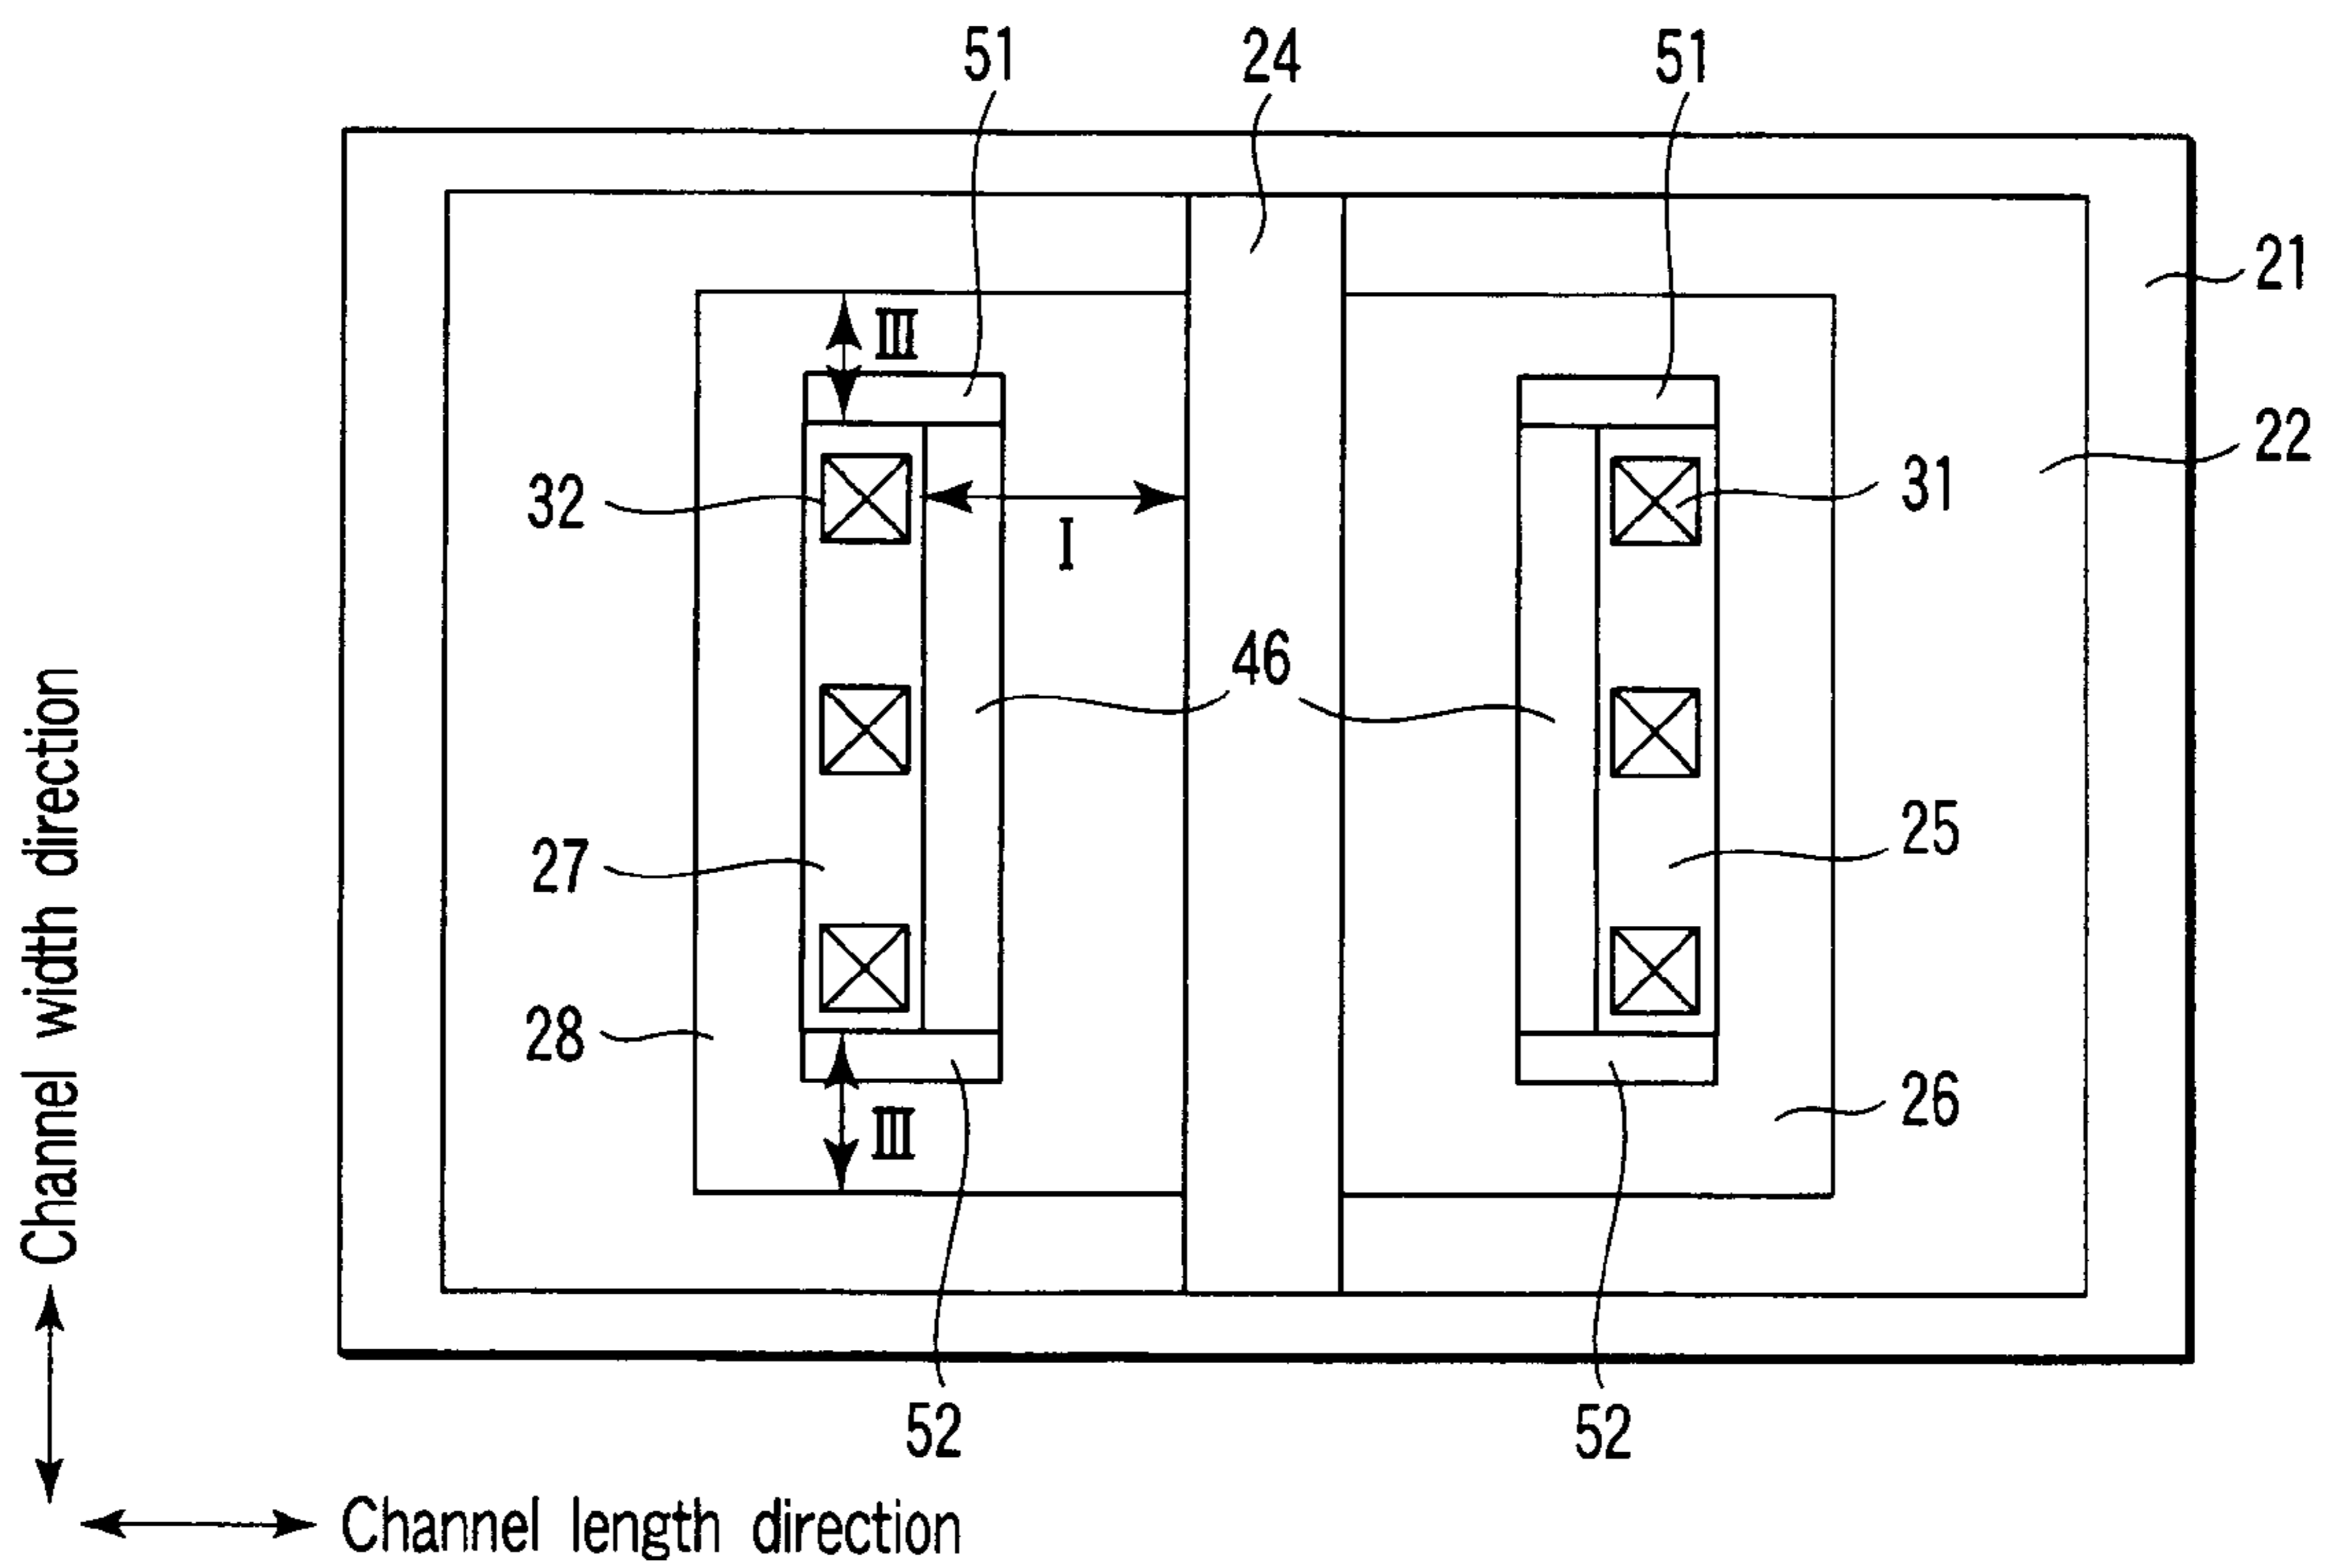 51
24
51
21
III
22
32
31
I
46
27
25
28
26
III
52
52
Channel width direction
Channel length direction